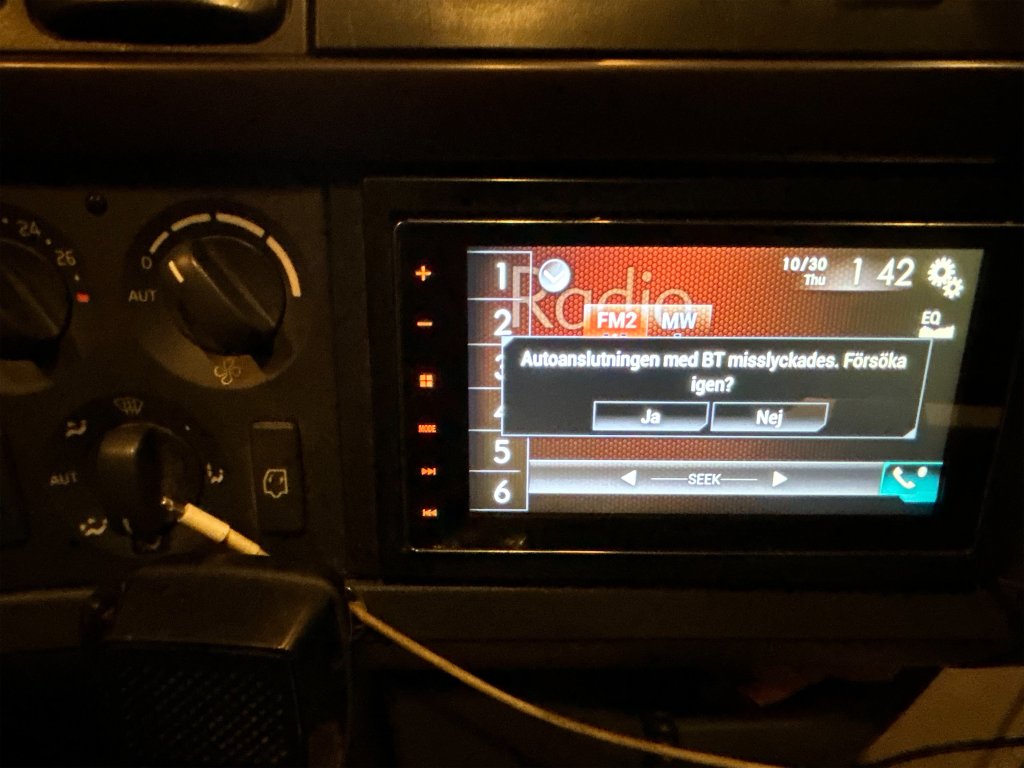 24
26
0
AUT
AUT
MODE
1
2
3
4
5
6
Radio
10/30
Thu
1 42
FM2
MW
EQ
Autoanslutningen med BT misslyckades. Försöka
igen?
Ja
Nej
SEEK